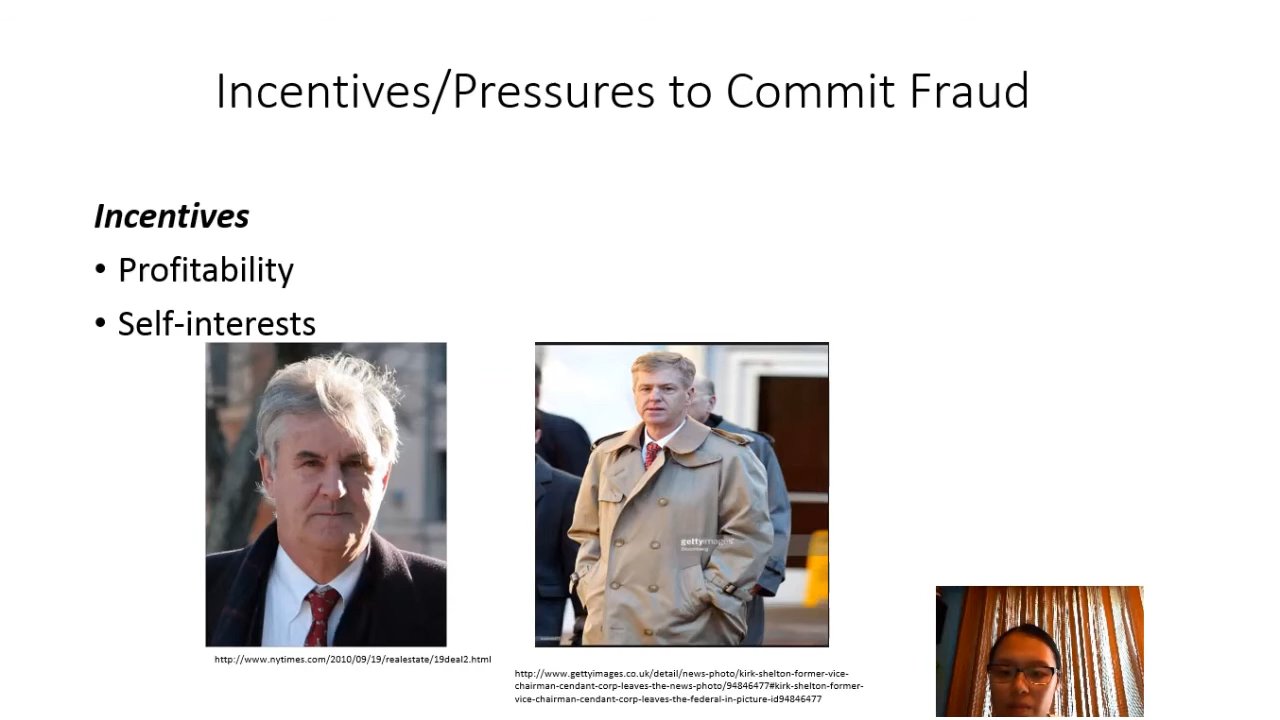 Incentives/Pressures to Commit Fraud
Incentives
• Profitability
• Self-interests
gettyimages
Bloomberg
http://www.nytimes.com/2010/09/19/realestate/19deal2.html
http://www.gettyimages.co.uk/detail/news-photo/kirk-shelton-former-vice-
chairman-cendant-corp-leaves-the-news-photo/94846477#kirk-shelton-former-
vice-chairman-cendant-corp-leaves-the-federal-in-picture-id94846477